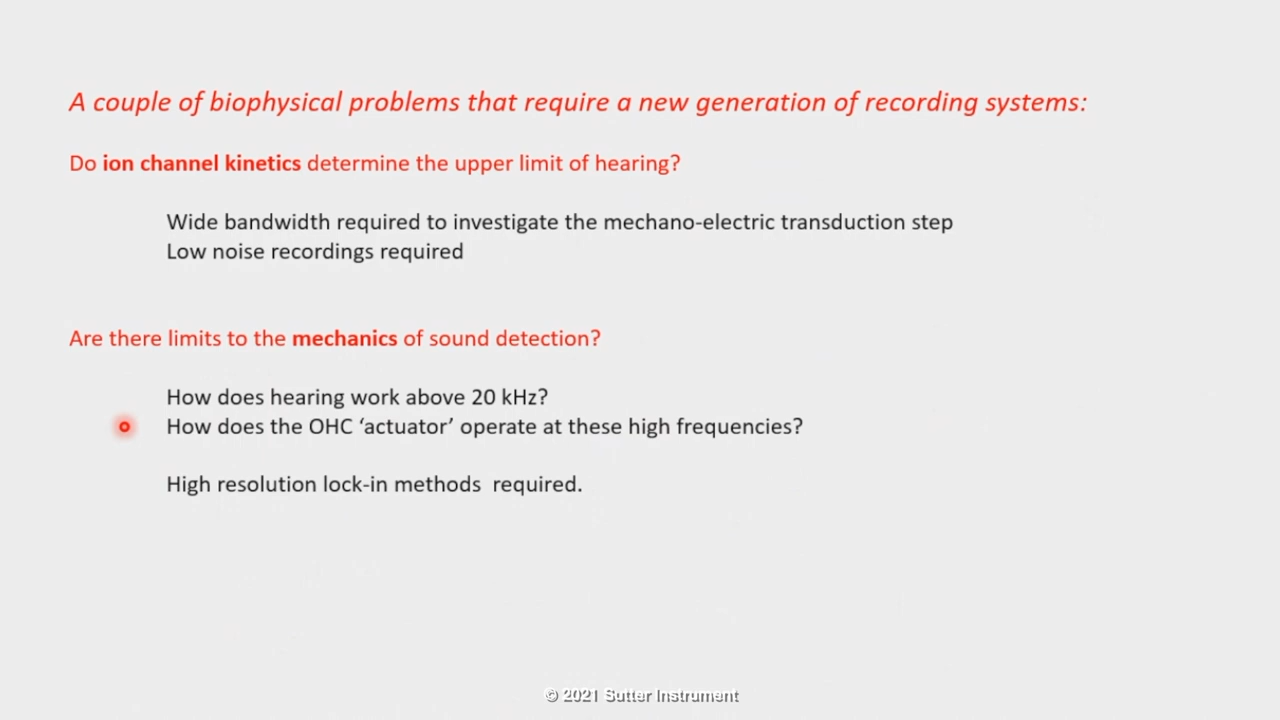 A couple of biophysical problems that require a new generation of recording systems:
Do ion channel kinetics determine the upper limit of hearing?
Wide bandwidth required to investigate the mechano-electric transduction step
Low noise recordings required
Are there limits to the mechanics of sound detection?
How does hearing work above 20 kHz?
How does the OHC ‘actuator’ operate at these high frequencies?
High resolution lock-in methods  required.
© 2021 Sutter Instrument